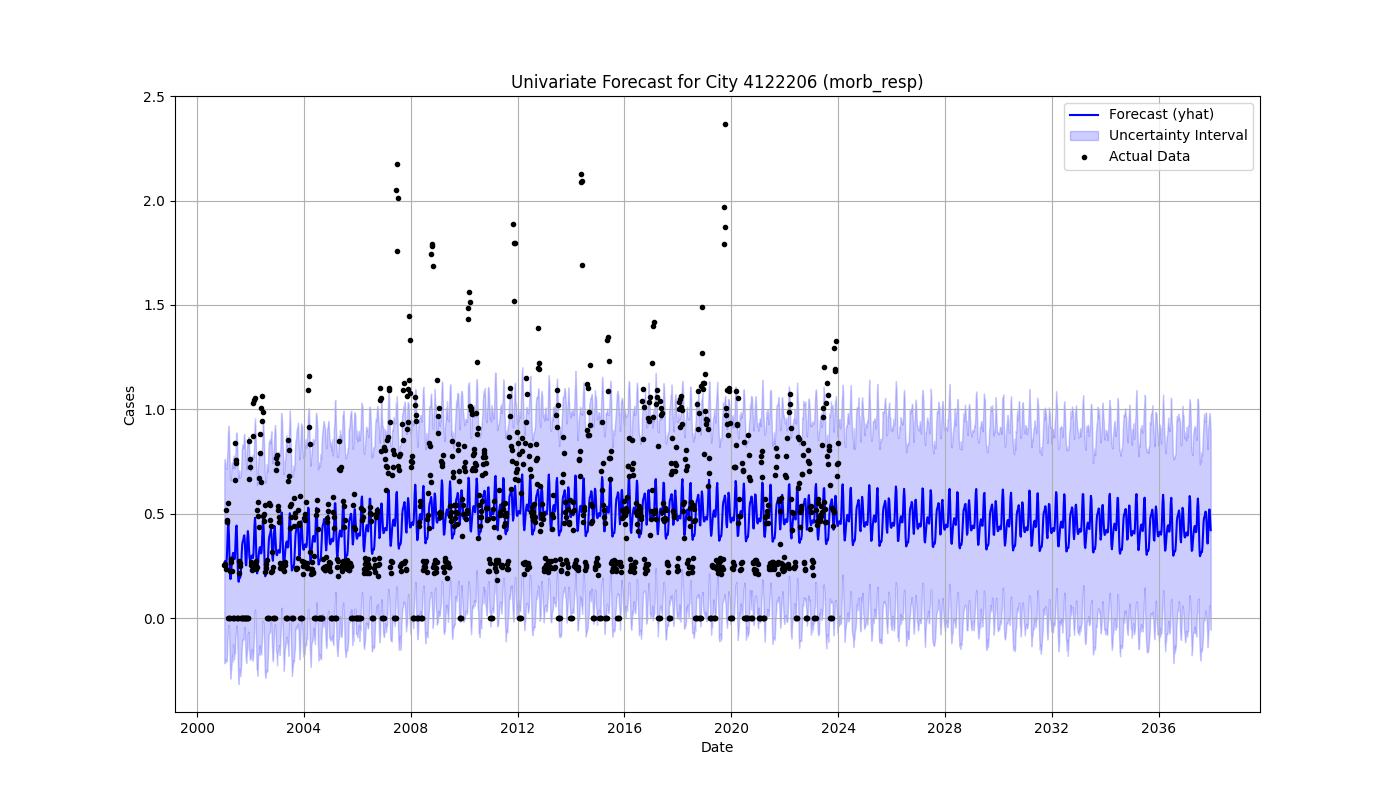 Univariate Forecast for City 4122206 (morb_resp)
Forecast (yhat)
Uncertainty Interval
Actual Data
Cases
2.5
2.0
1.5
1.0
0.5
0.0
2000 2004 2008 2012 2016 2020 2024 2028 2032 2036
Date